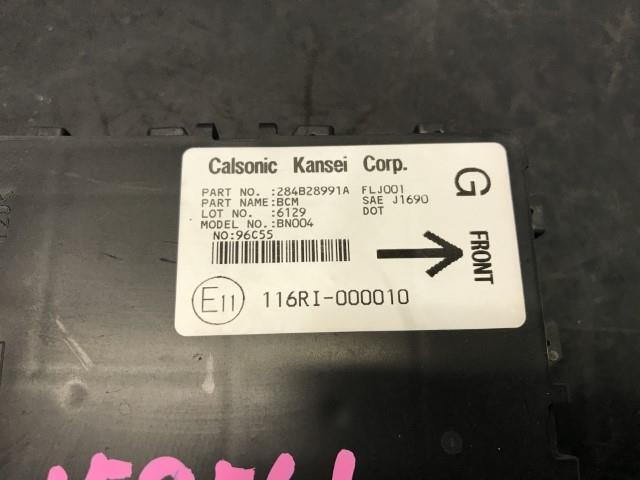 Calsonic Kansei Corp.
PART NO. :284B28991A FLJ001
PART NAME:BCM SAE J1690
LOT NO. :6129 DOT
MODEL NO.:BN004
NO:96C55
E11 116RI-000010
G
FRONT